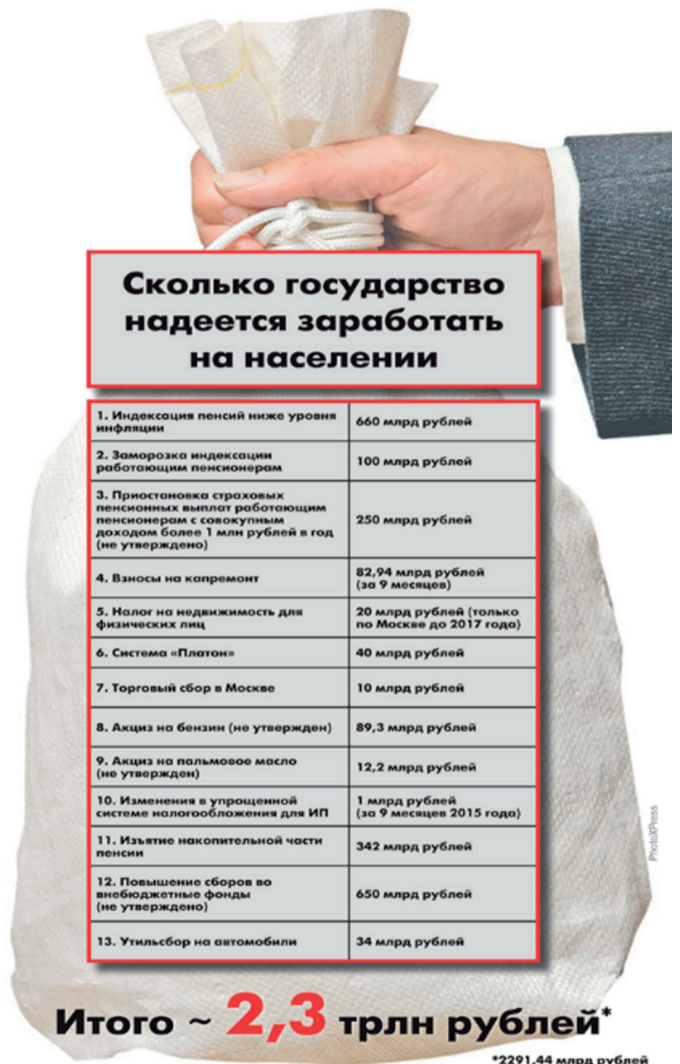 Сколько государство
надеется заработать
на населении
1. Индексация пенсий ниже уровня
инфляции
660 млрд рублей
2. Заморозка индексации
работающим пенсионерам
100 млрд рублей
3. Приостановка страховых
пенсионных выплат работающим
пенсионерам с совокупным
доходом более 1 млн рублей в год
(не утверждено)
250 млрд рублей
4. Взносы на капремонт
82,94 млрд рублей
(за 9 месяцев)
5. Налог на недвижимость для
физических лиц
20 млрд рублей (только
по Москве до 2017 года)
6. Система «Платон»
40 млрд рублей
7. Торговый сбор в Москве
10 млрд рублей
8. Акциз на бензин (не утвержден)
89,3 млрд рублей
9. Акциз на пальмовое масло
(не утвержден)
12,2 млрд рублей
10. Изменения в упрощенной
системе налогообложения для ИП
1 млрд рублей
(за 9 месяцев 2015 года)
11. Изъятие накопительной части
пенсии
342 млрд рублей
12. Повышение сборов во
внебюджетные фонды
(не утверждено)
650 млрд рублей
13. Утильсбор на автомобили
34 млрд рублей
PhotoXPress
Итого ~ 2,3 трлн рублей*
*2291,44 млрд рублей